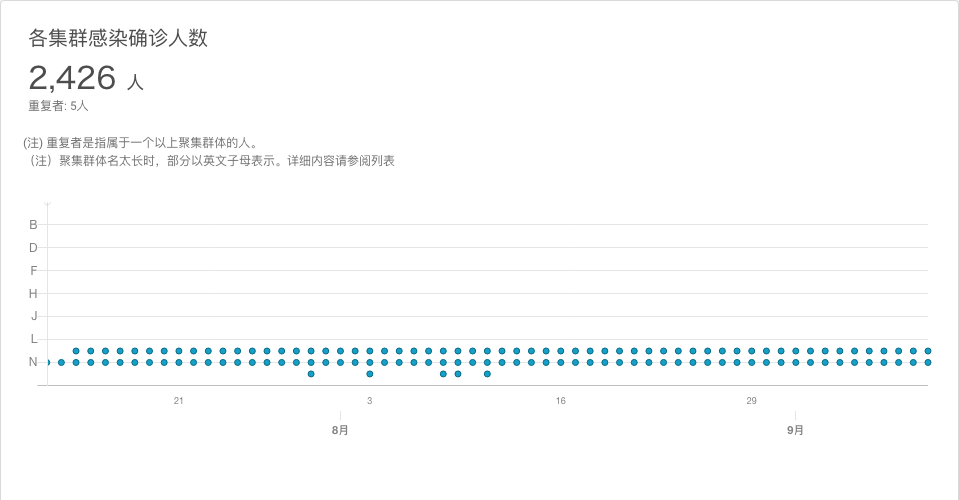 各集群感染确诊人数
2,426 人
重复者: 5人
(注) 重复者是指属于一个以上聚集群体的人。
（注）聚集群体名太长时，部分以英文子母表示。详细内容请参阅列表
B
D
F
H
J
L
N
21 3 16 29
8月 9月